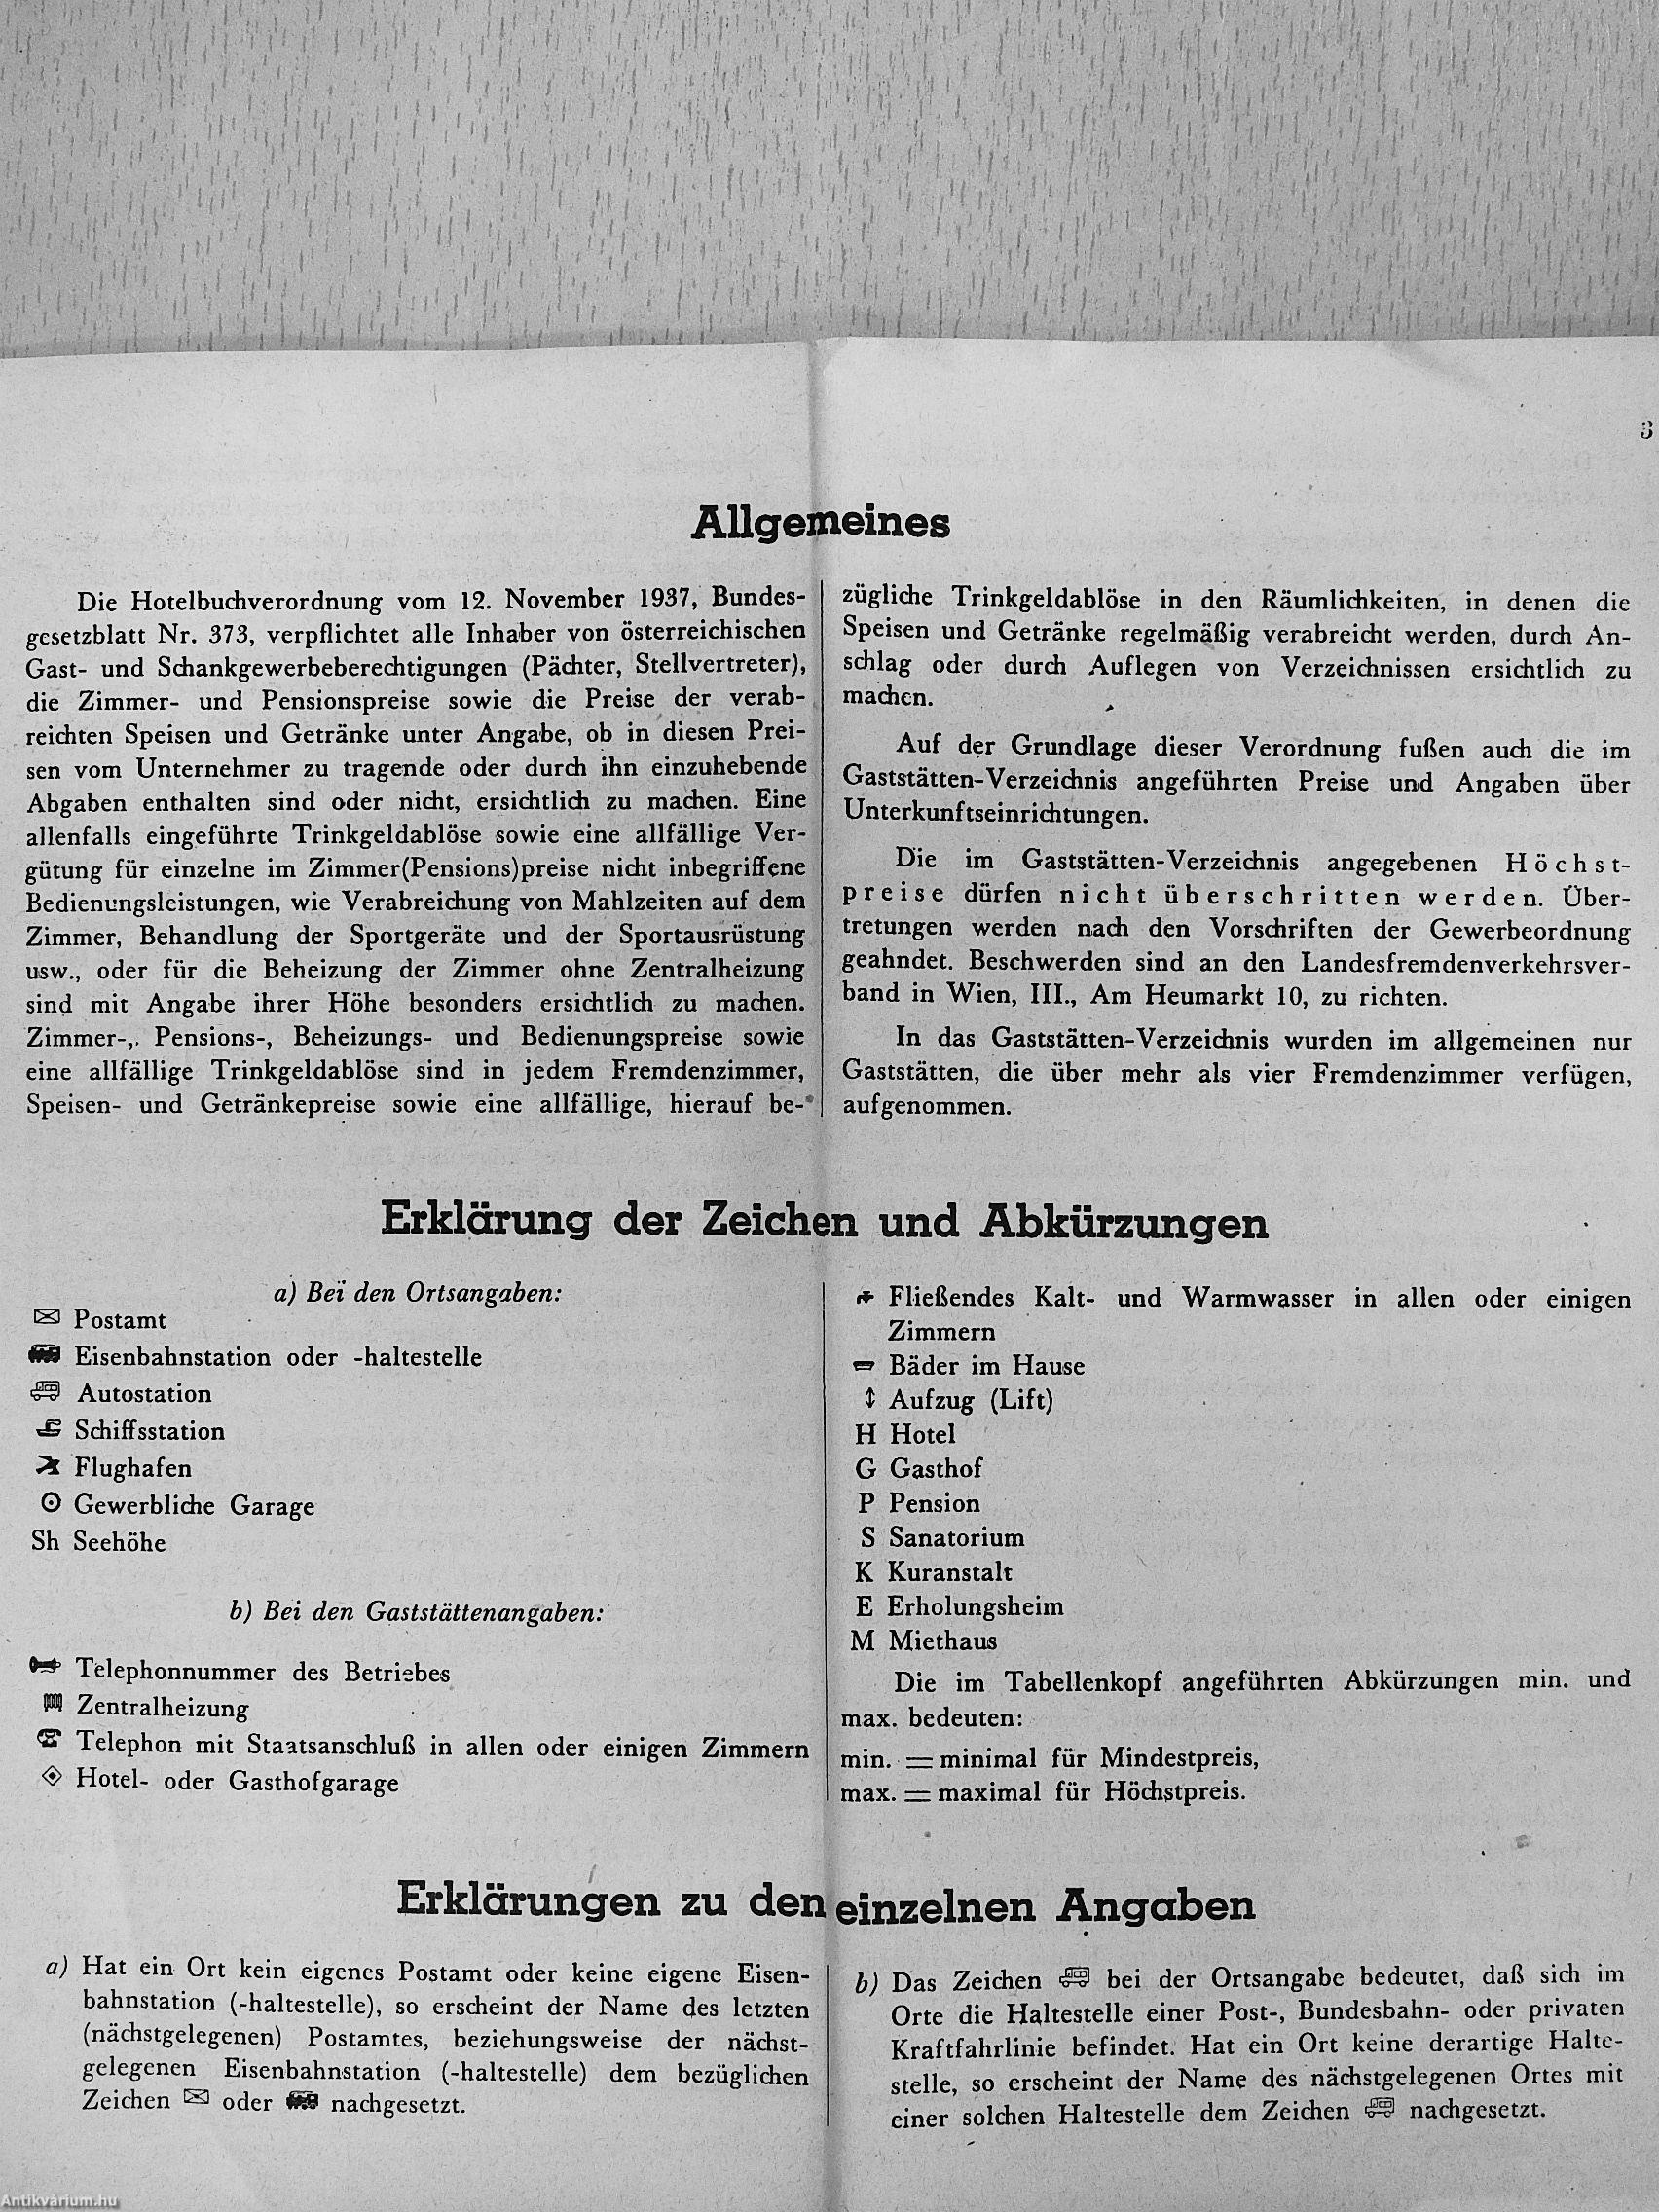 3
Allgemeines
Die Hotelbuchverordnung vom 12. November 1937, Bundes-
gesetzblatt Nr. 373, verpflichtet alle Inhaber von österreichischen
Gast- und Schankgewerbeberechtigungen (Pächter, Stellvertreter),
die Zimmer- und Pensionspreise sowie die Preise der verab-
reichten Speisen und Getränke unter Angabe, ob in diesen Prei-
sen vom Unternehmer zu tragende oder durch ihn einzuhebende
Abgaben enthalten sind oder nicht, ersichtlich zu machen. Eine
allenfalls eingeführte Trinkgeldablöse sowie eine allfällige Ver-
gütung für einzelne im Zimmer(Pensions)preise nicht inbegriffene
Bedienungsleistungen, wie Verabreichung von Mahlzeiten auf dem
Zimmer, Behandlung der Sportgeräte und der Sportausrüstung
usw., oder für die Beheizung der Zimmer ohne Zentralheizung
sind mit Angabe ihrer Höhe besonders ersichtlich zu machen.
Zimmer-, Pensions-, Beheizungs- und Bedienungspreise sowie
eine allfällige Trinkgeldablöse sind in jedem Fremdenzimmer,
Speisen- und Getränkepreise sowie eine allfällige, hierauf be-
zügliche Trinkgeldablöse in den Räumlichkeiten, in denen die
Speisen und Getränke regelmäßig verabreicht werden, durch An-
schlag oder durch Auflegen von Verzeichnissen ersichtlich zu
machen.
Auf der Grundlage dieser Verordnung fußen auch die im
Gaststätten-Verzeichnis angeführten Preise und Angaben über
Unterkunftseinrichtungen.
Die im Gaststätten-Verzeichnis angegebenen Höchst-
preise dürfen nicht überschritten werden. Über-
tretungen werden nach den Vorschriften der Gewerbeordnung
geahndet. Beschwerden sind an den Landesfremdenverkehrsver-
band in Wien, III., Am Heumarkt 10, zu richten.
In das Gaststätten-Verzeichnis wurden im allgemeinen nur
Gaststätten, die über mehr als vier Fremdenzimmer verfügen,
aufgenommen.
Erklärung der Zeichen und Abkürzungen
a) Bei den Ortsangaben:
Postamt
Eisenbahnstation oder -haltestelle
Autostation
Schiffsstation
Flughafen
Gewerbliche Garage
Sh Seehöhe
b) Bei den Gaststättenangaben:
Telephonnummer des Betriebes
Zentralheizung
Telephon mit Staatsanschluß in allen oder einigen Zimmern
Hotel- oder Gasthofgarage
Fließendes Kalt- und Warmwasser in allen oder einigen
Zimmern
Bäder im Hause
Aufzug (Lift)
H Hotel
G Gasthof
P Pension
S Sanatorium
K Kuranstalt
E Erholungsheim
M Miethaus
Die im Tabellenkopf angeführten Abkürzungen min. und
max. bedeuten:
min. = minimal für Mindestpreis,
max. = maximal für Höchstpreis.
Erklärungen zu den einzelnen Angaben
a) Hat ein Ort kein eigenes Postamt oder keine eigene Eisen-
bahnstation (-haltestelle), so erscheint der Name des letzten
(nächstgelegenen) Postamtes, beziehungsweise der nächst-
gelegenen Eisenbahnstation (-haltestelle) dem bezüglichen
Zeichen oder nachgesetzt.
b) Das Zeichen bei der Ortsangabe bedeutet, daß sich im
Orte die Haltestelle einer Post-, Bundesbahn- oder privaten
Kraftfahrlinie befindet. Hat ein Ort keine derartige Halte-
stelle, so erscheint der Name des nächstgelegenen Ortes mit
einer solchen Haltestelle dem Zeichen nachgesetzt.
Antikvárium.hu